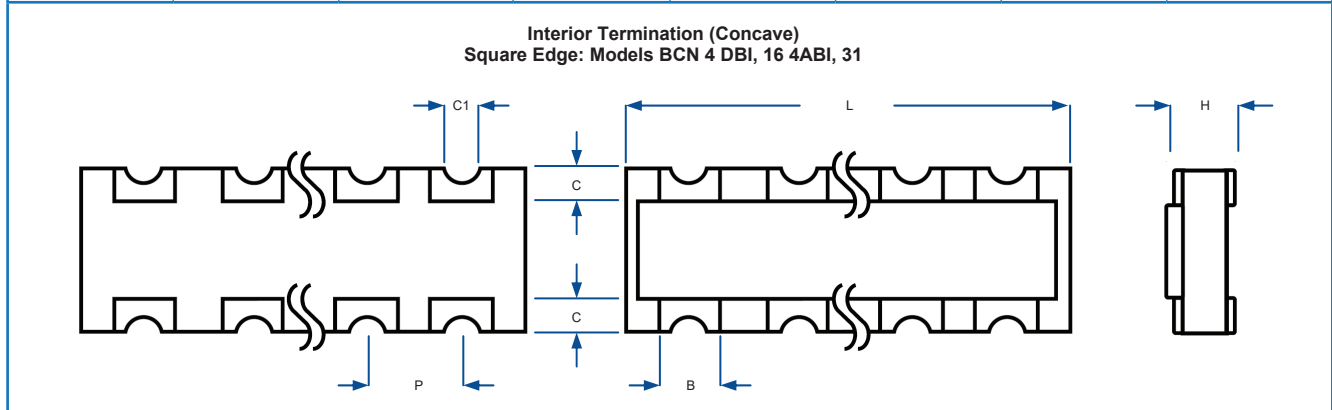 Interior Termination (Concave)
Square Edge: Models BCN 4 DBI, 16 4ABI, 31
C1
L
H
C
C
P
B